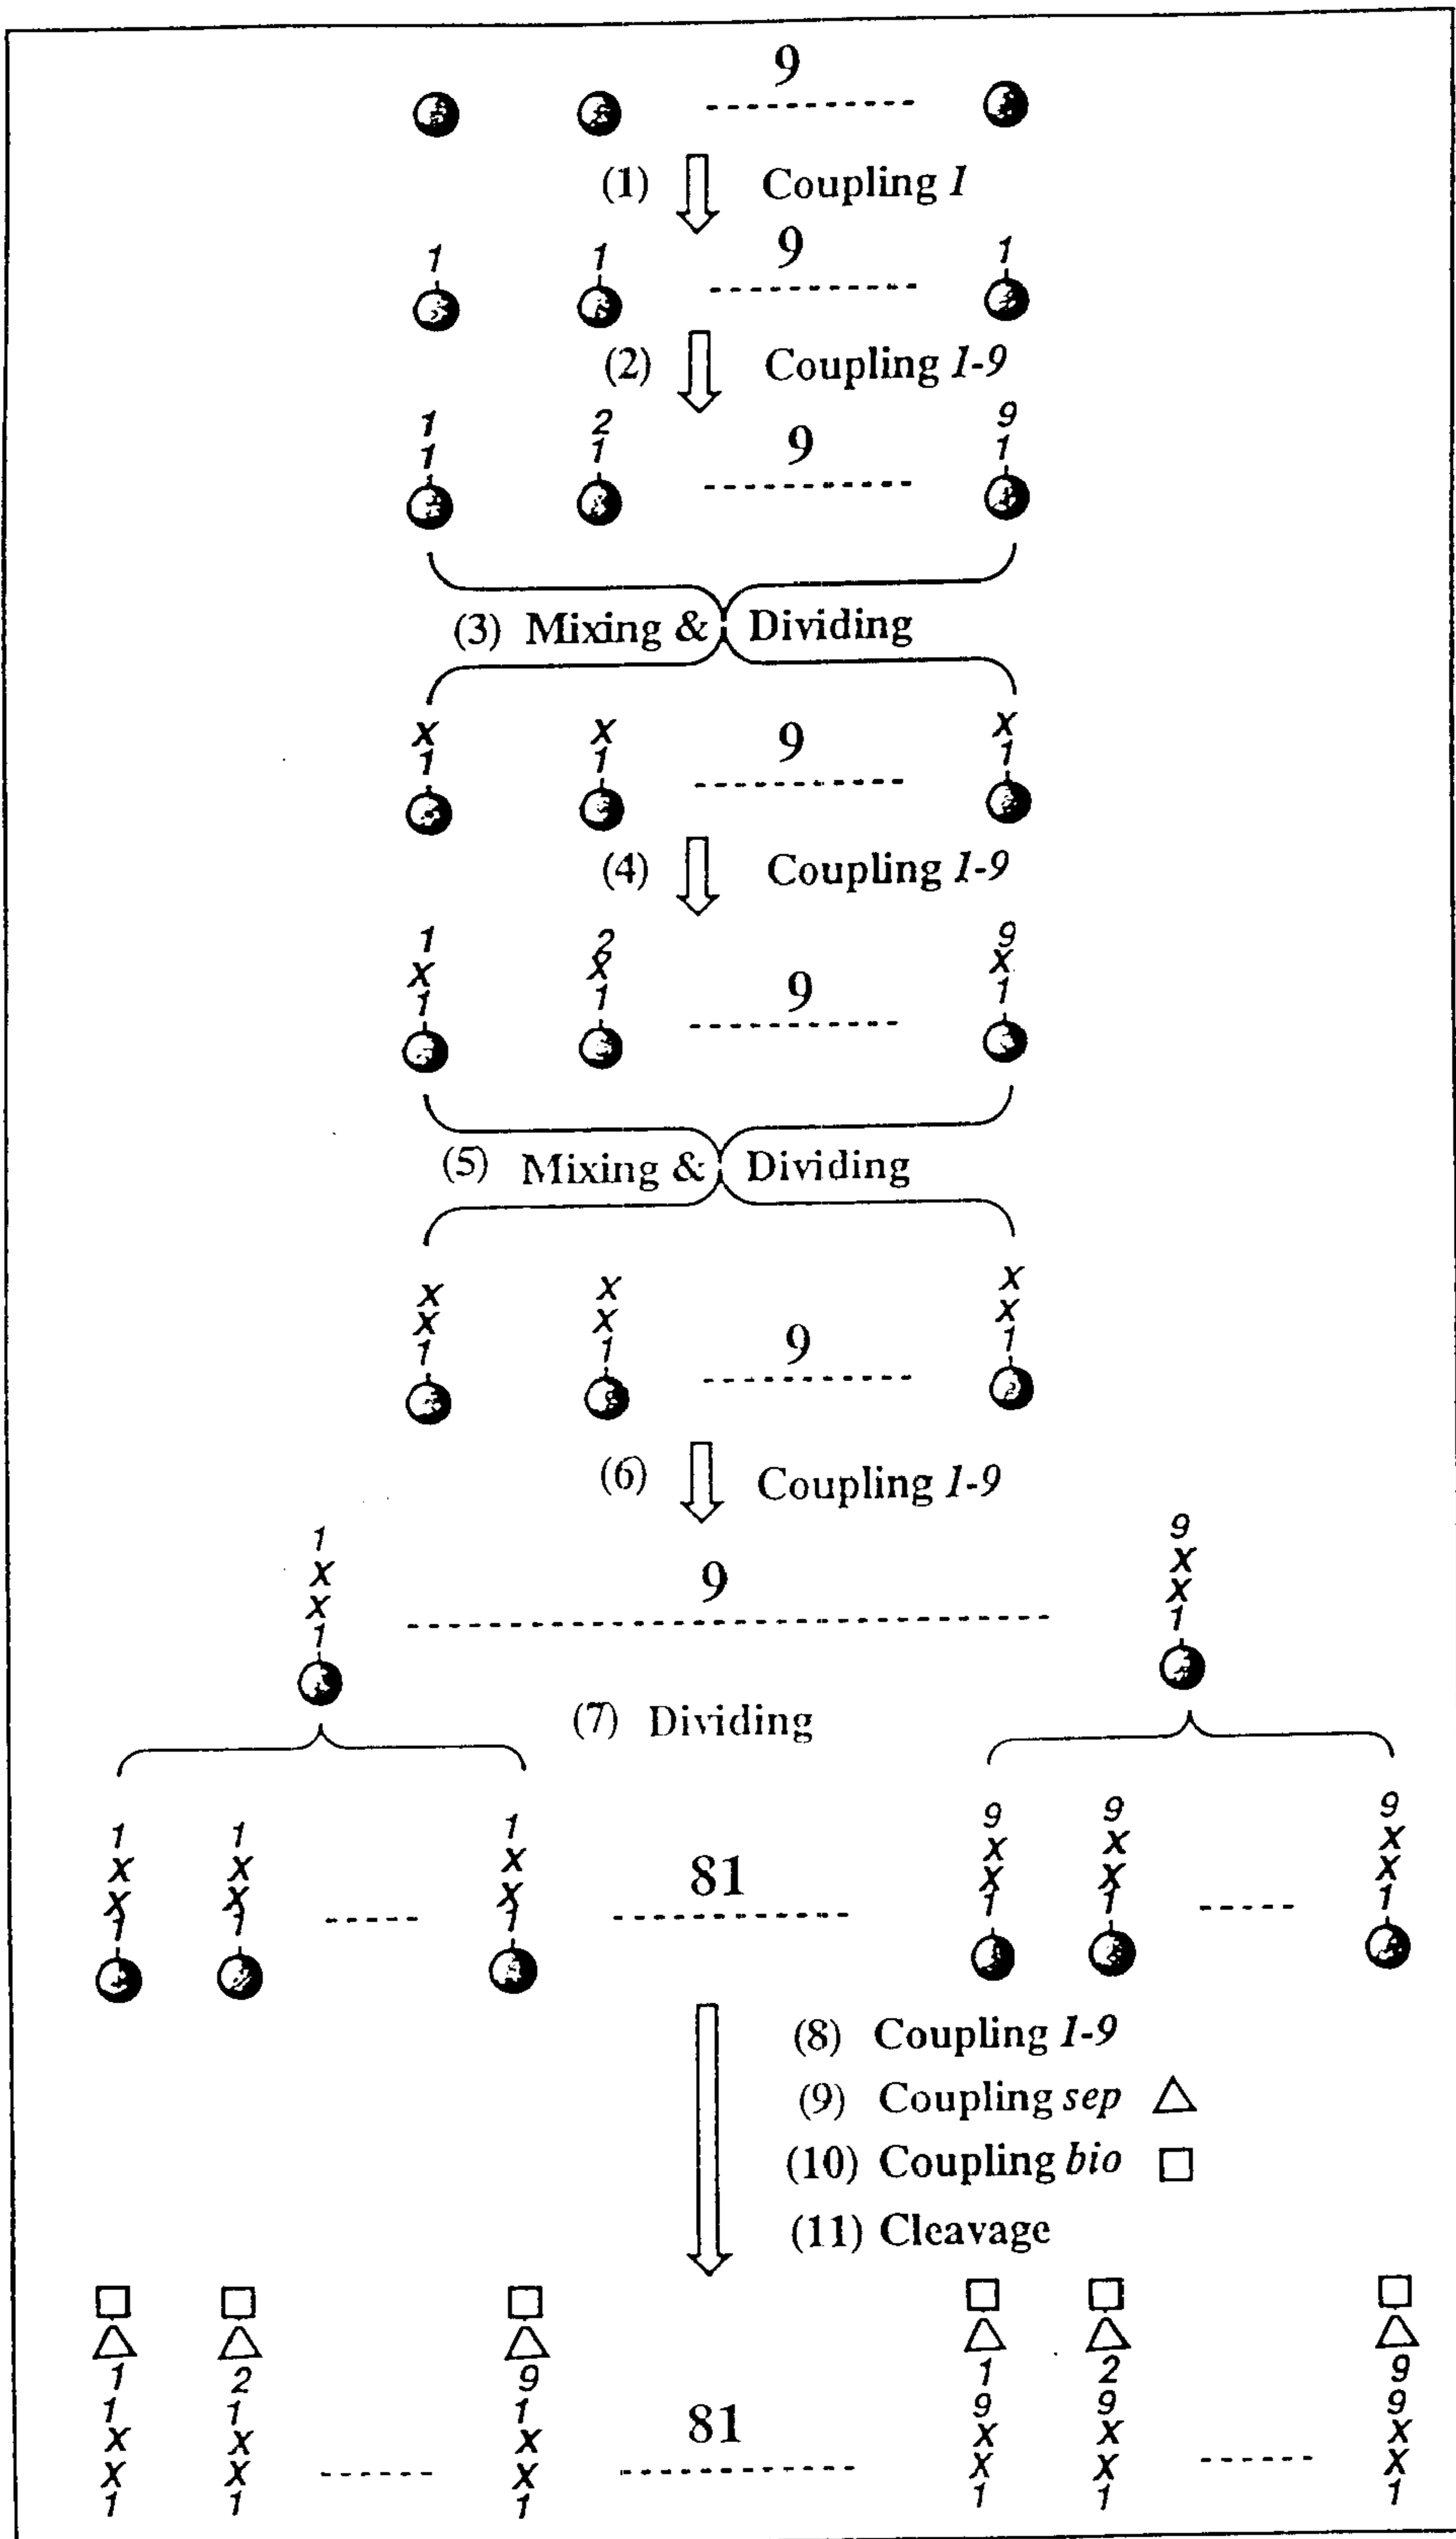 9
(1) Coupling 1
1 1 9 1
(2) Coupling 1-9
1 2 9
1 1 9 1
(3) Mixing & Dividing
X X 9 X
1 1 1
(4) Coupling 1-9
1 2 9
X X X
1 1 9 1
(5) Mixing & Dividing
X X X
X X X
1 1 9 1
(6) Coupling 1-9
1 9
X 9 X
X X
1 1
(7) Dividing
1 1 1 9 9 9
X X X 81 X X X
X X X X X X
1 1 1 1 1 1
(8) Coupling 1-9
(9) Coupling sep
(10) Coupling bio
(11) Cleavage
1 2 9 1 2 9
1 1 1 9 9 9
X X X 81 X X X
X X X X X X
1 1 1 1 1 1